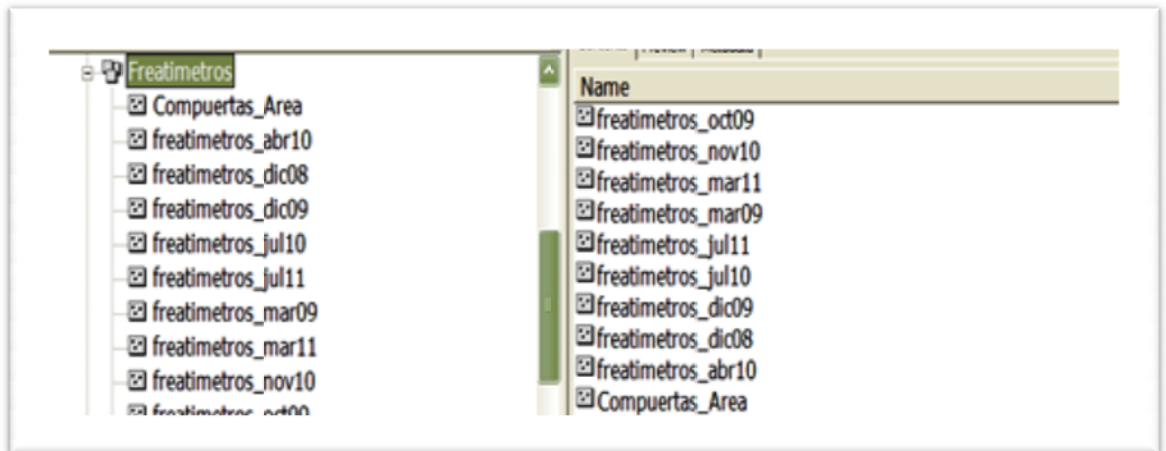 Freatimetros
Compuertas_Area
freatimetros_abr10
freatimetros_dic08
freatimetros_dic09
freatimetros_jul10
freatimetros_jul11
freatimetros_mar09
freatimetros_mar11
freatimetros_nov10
Name
freatimetros_oct09
freatimetros_nov10
freatimetros_mar11
freatimetros_mar09
freatimetros_jul11
freatimetros_jul10
freatimetros_dic09
freatimetros_dic08
freatimetros_abr10
Compuertas_Area